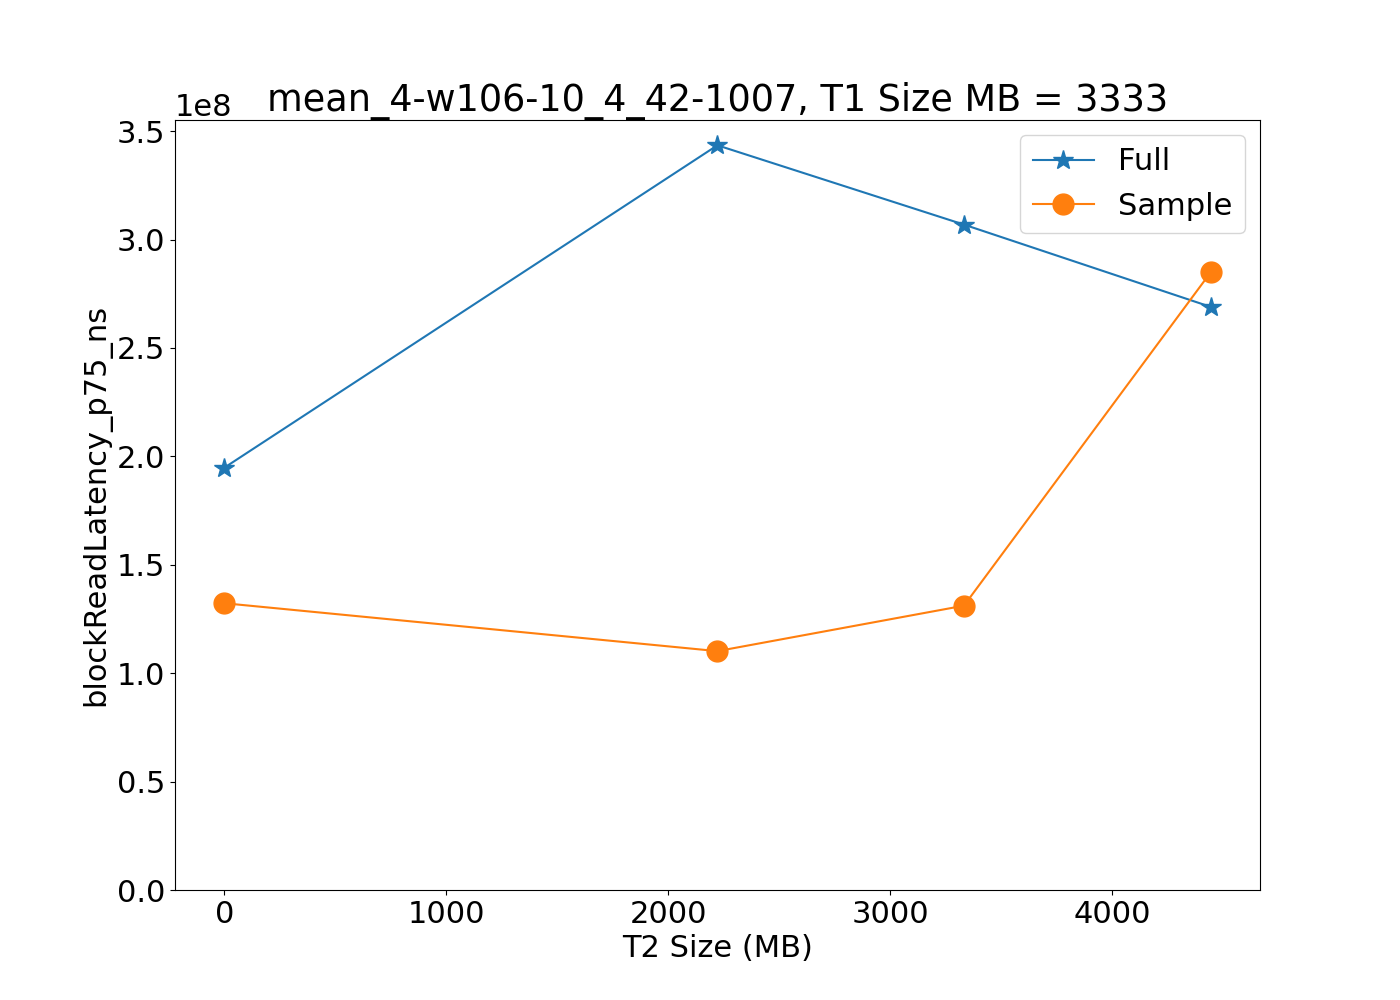 mean_4-w106-10_4_42-1007, T1 Size MB = 3333
1e8
3.5
3.0
2.5
2.0
1.5
1.0
0.5
0.0
blockReadLatency_p75_ns
Full
Sample
0 1000 2000 3000 4000
T2 Size (MB)